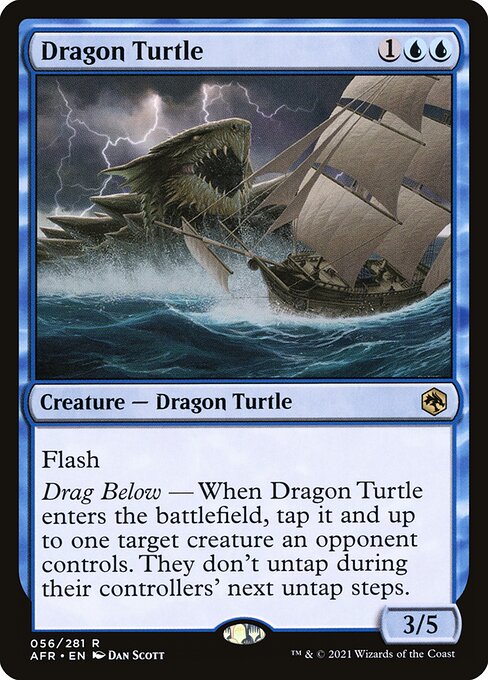 Dragon Turtle
1
Creature — Dragon Turtle
Flash
Drag Below — When Dragon Turtle
enters the battlefield, tap it and up
to one target creature an opponent
controls. They don't untap during
their controllers' next untap steps.
3/5
056/281 R
AFR • EN Dan Scott
™ & © 2021 Wizards of the Coast